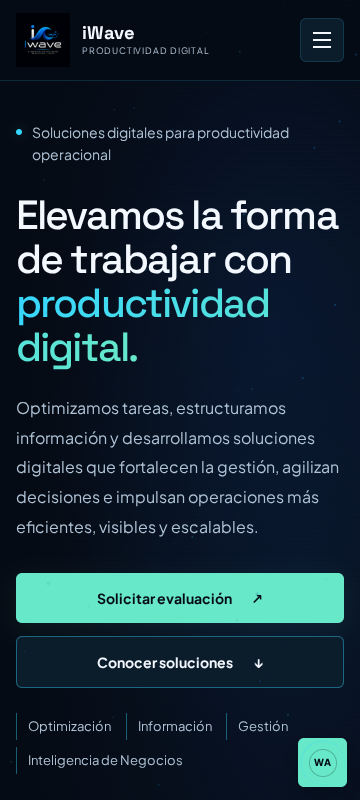 iwave
iWave
PRODUCTIVIDAD DIGITAL
Soluciones digitales para productividad
operacional
Elevamos la forma
de trabajar con
productividad
digital.
Optimizamos tareas, estructuramos
información y desarrollamos soluciones
digitales que fortalecen la gestión, agilizan
decisiones e impulsan operaciones más
eficientes, visibles y escalables.
Solicitar evaluación ↗
Conocer soluciones ↓
Optimización
Información
Gestión
Inteligencia de Negocios
WA